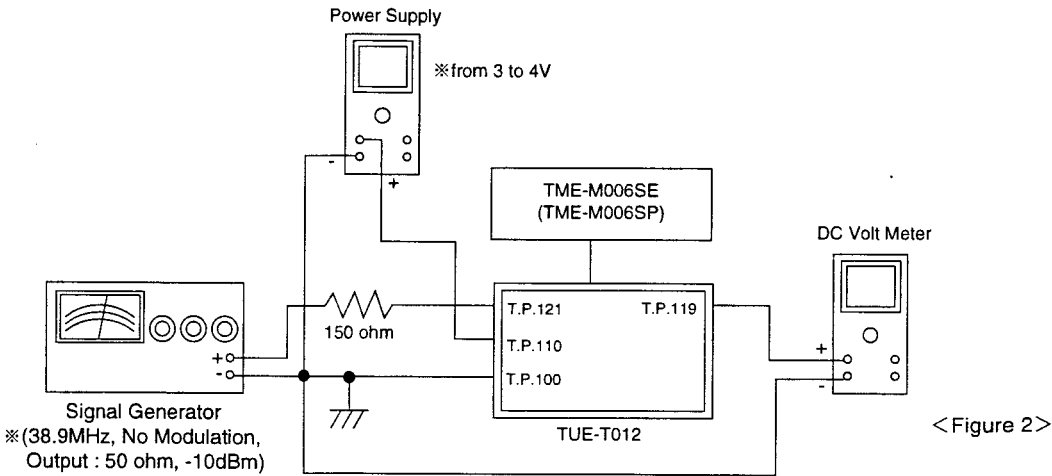 Power Supply
※from 3 to 4V
-
+
TME-M006SE
(TME-M006SP)
DC Volt Meter
T.P.121
T.P.119
150 ohm
T.P.110
+
-
T.P.100
+
-
Signal Generator
※(38.9MHz, No Modulation,
Output : 50 ohm, -10dBm)
TUE-T012
<Figure 2>